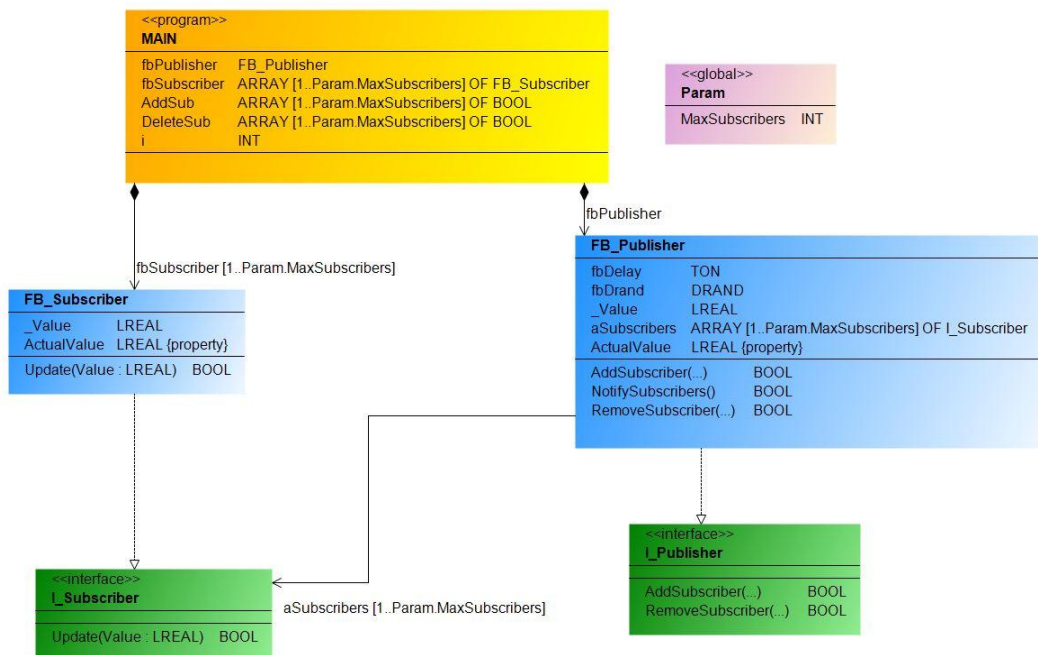 <<program>>
MAIN
fbPublisher FB_Publisher
fbSubscriber ARRAY [1..Param.MaxSubscribers] OF FB_Subscriber
AddSub ARRAY [1..Param.MaxSubscribers] OF BOOL
DeleteSub ARRAY [1..Param.MaxSubscribers] OF BOOL
i INT
<<global>>
Param
MaxSubscribers INT
fbPublisher
fbSubscriber [1..Param.MaxSubscribers]
FB_Publisher
fbDelay TON
fbDrand DRAND
_Value LREAL
aSubscribers ARRAY [1..Param.MaxSubscribers] OF I_Subscriber
ActualValue LREAL {property}
AddSubscriber(...) BOOL
NotifySubscribers() BOOL
RemoveSubscriber(...) BOOL
FB_Subscriber
_Value LREAL
ActualValue LREAL {property}
Update(Value : LREAL) BOOL
<<interface>>
I_Publisher
AddSubscriber(...) BOOL
RemoveSubscriber(...) BOOL
<<interface>>
I_Subscriber
Update(Value : LREAL) BOOL
aSubscribers [1..Param.MaxSubscribers]